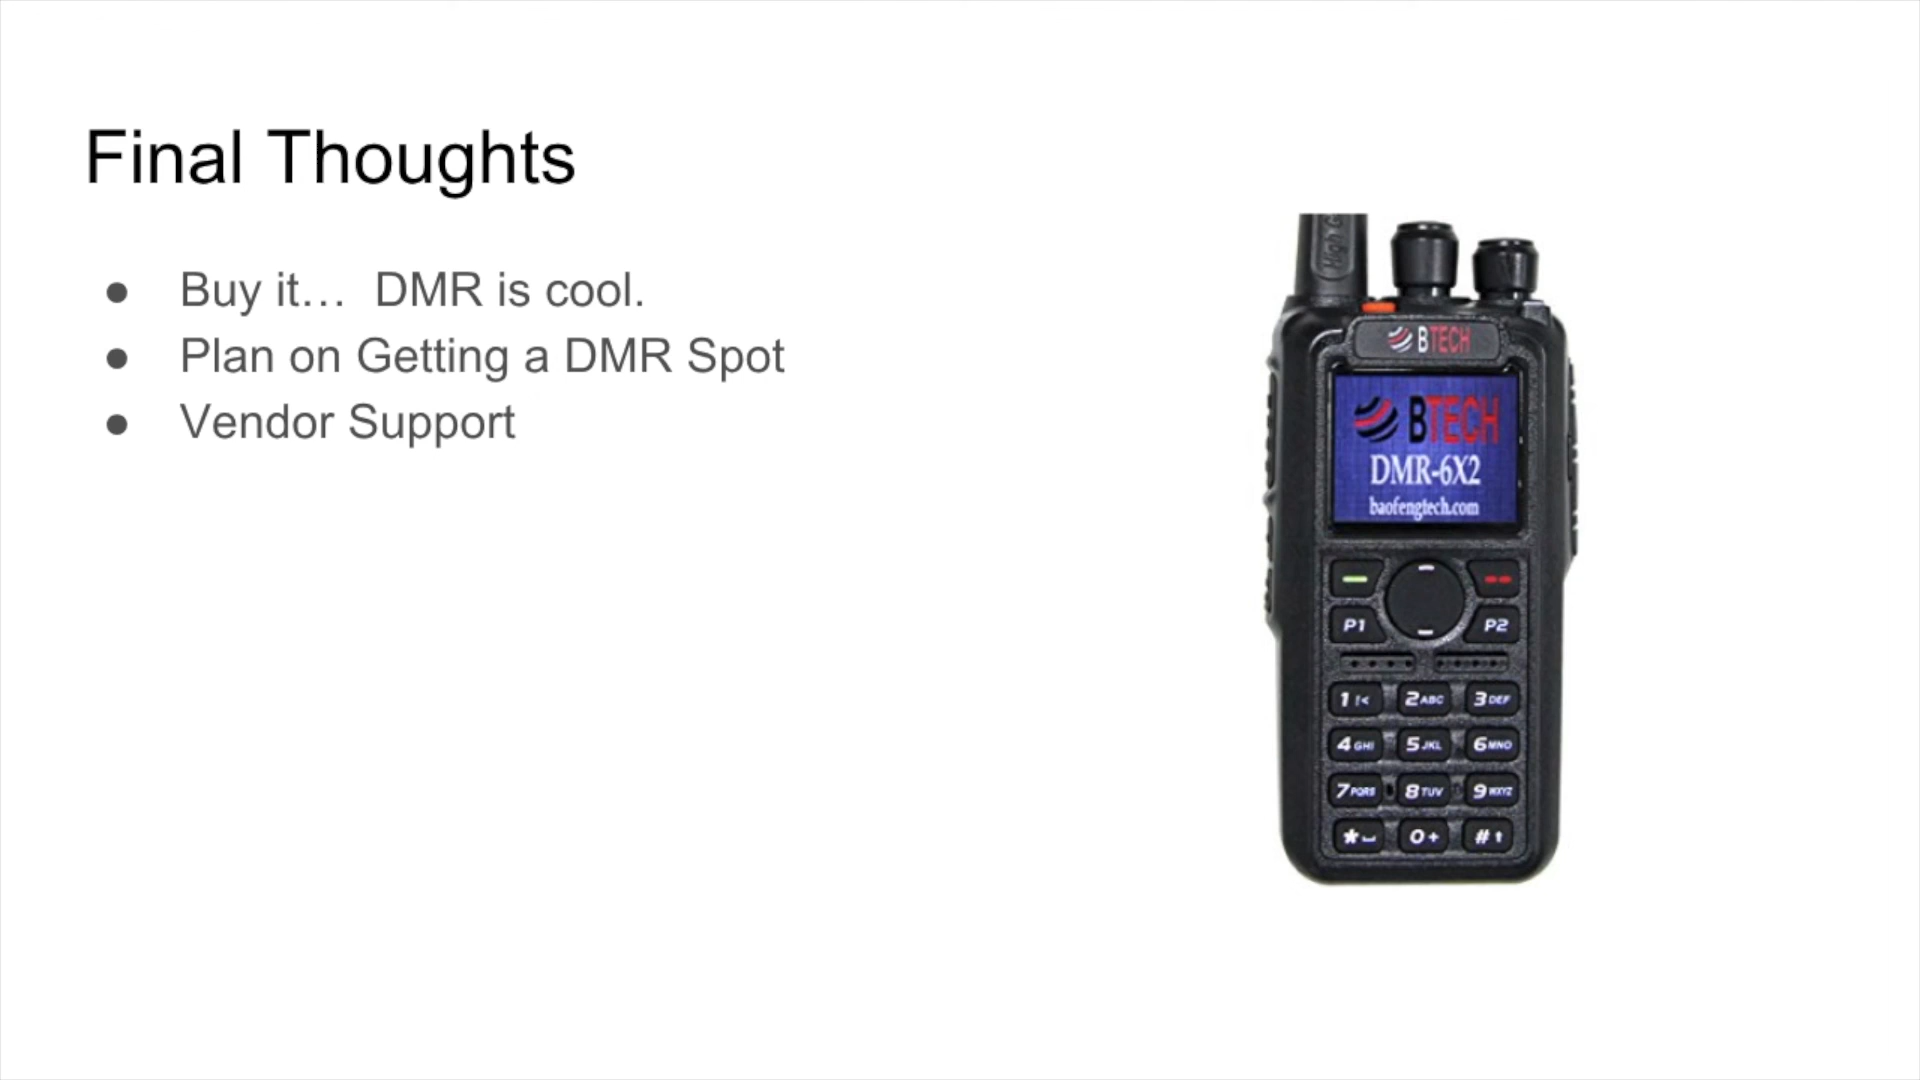 Final Thoughts
● Buy it… DMR is cool.
● Plan on Getting a DMR Spot
● Vendor Support
High G
BTECH
BTECH
DMR-6X2
baofengtech.com
P1 P2
1 2ABC 3DEF
4GHI 5JKL 6MNO
7PQRS 8TUV 9WXYZ
* 0+ #